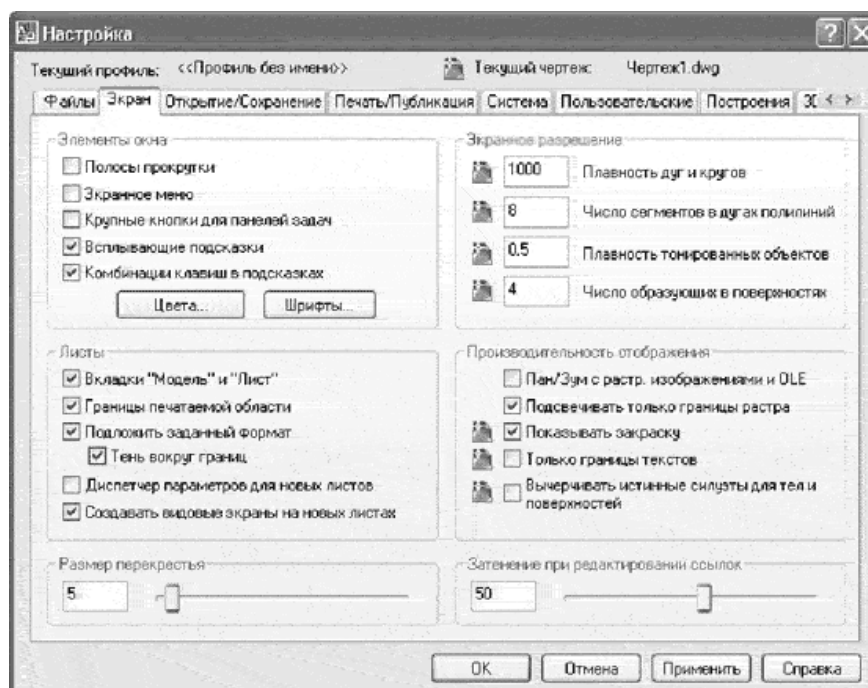 Настройка
Текущий профиль: <<Профиль без имени>> Текущий чертеж: Чертеж1.dwg
Файлы Экран Открытие/Сохранение Печать/Публикация Система Пользовательские Построения 3D
Элементы окна
Полосы прокрутки
Экранное меню
Крупные кнопки для панелей задач
Всплывающие подсказки
Комбинации клавиш в подсказках
Цвета... Шрифты...
Экранное разрешение
1000 Плавность дуг и кругов
8 Число сегментов в дугах полилиний
0.5 Плавность тонированных объектов
4 Число образующих в поверхностях
Листы
Вкладки "Модель" и "Лист"
Границы печатаемой области
Подложить заданный формат
Тень вокруг границ
Диспетчер параметров для новых листов
Создавать видовые экраны на новых листах
Производительность отображения
Пан/Зум с растр. изображениями и OLE
Подсвечивать только границы растра
Показывать закраску
Только границы текстов
Вычерчивать истинные силуэты для тел и
поверхностей
Размер перекрестья
5
Затенение при редактировании ссылок
50
OK Отмена Применить Справка